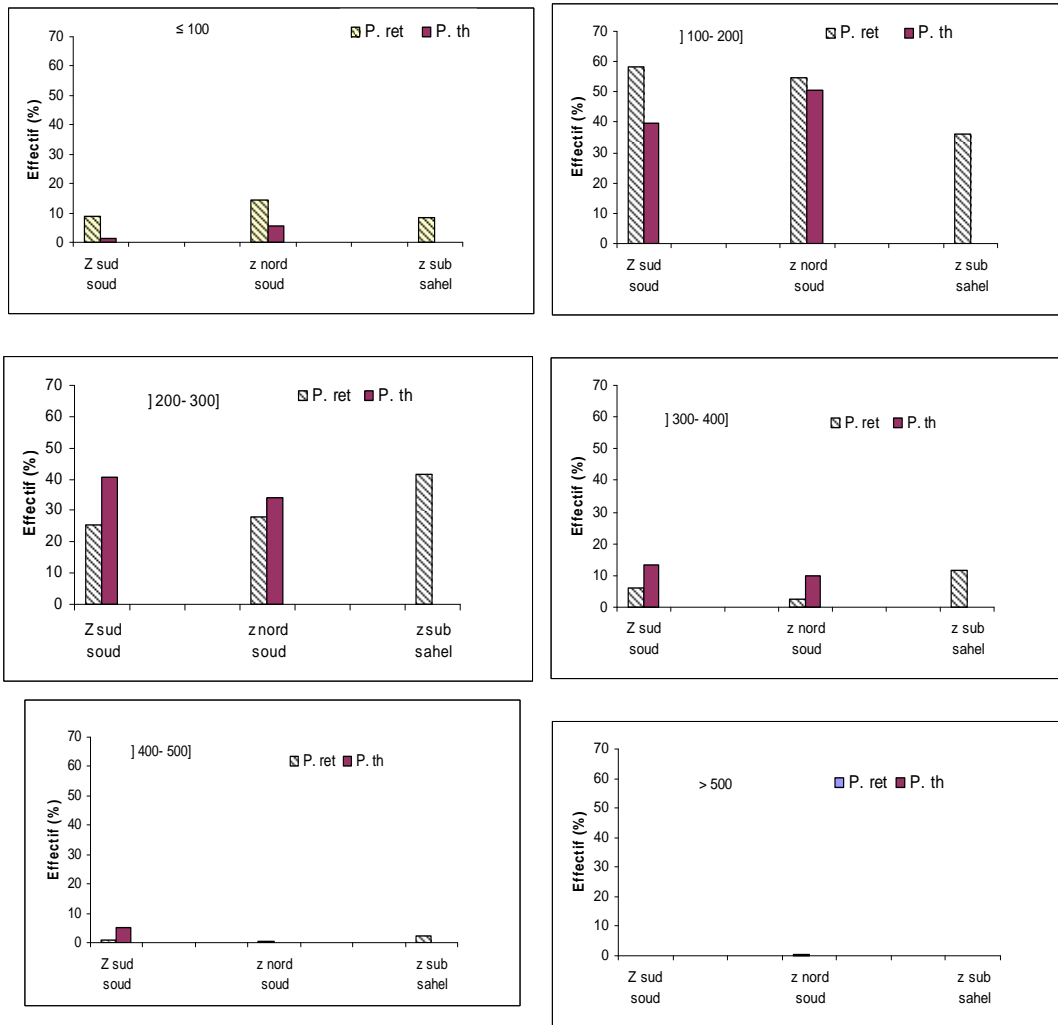 ≤ 100
P. ret P. th
Effectif (%)
70
60
50
40
30
20
10
0
Z sud soud
z nord soud
z sub sahel
] 100- 200]
P. ret P. th
Effectif (%)
70
60
50
40
30
20
10
0
Z sud soud
z nord soud
z sub sahel
] 200- 300]
P. ret P. th
Effectif (%)
70
60
50
40
30
20
10
0
Z sud soud
z nord soud
z sub sahel
] 300- 400]
P. ret P. th
Effectif (%)
70
60
50
40
30
20
10
0
Z sud soud
z nord soud
z sub sahel
] 400- 500]
P. ret P. th
Effectif (%)
70
60
50
40
30
20
10
0
Z sud soud
z nord soud
z sub sahel
> 500
P. ret P. th
Effectif (%)
70
60
50
40
30
20
10
0
Z sud soud
z nord soud
z sub sahel